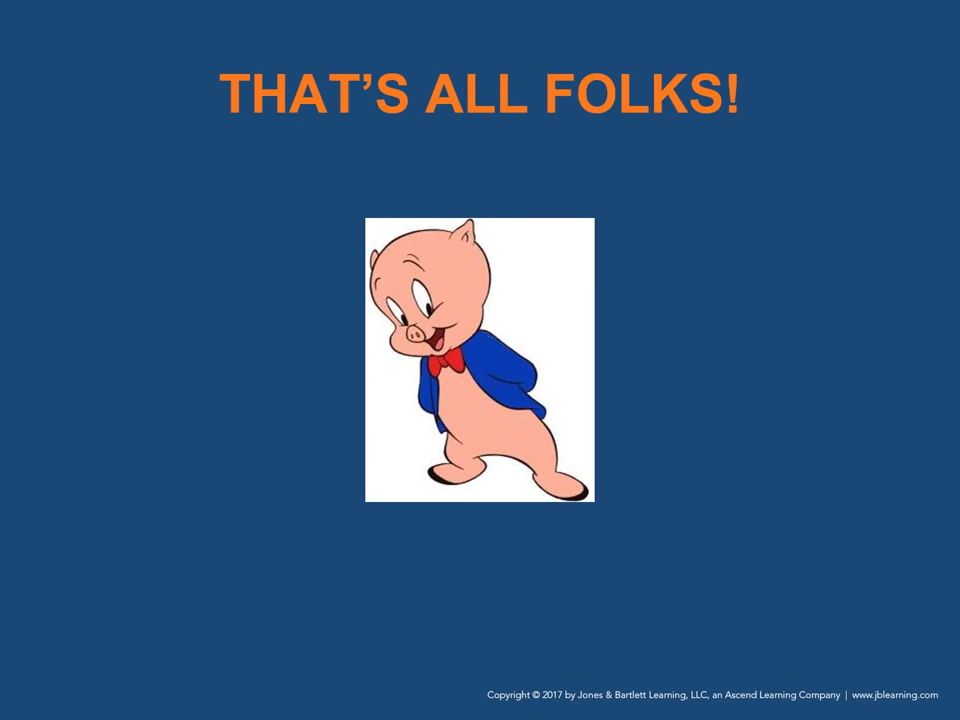 THAT’S ALL FOLKS!
Copyright © 2017 by Jones & Bartlett Learning, LLC, an Ascend Learning Company | www.jblearning.com